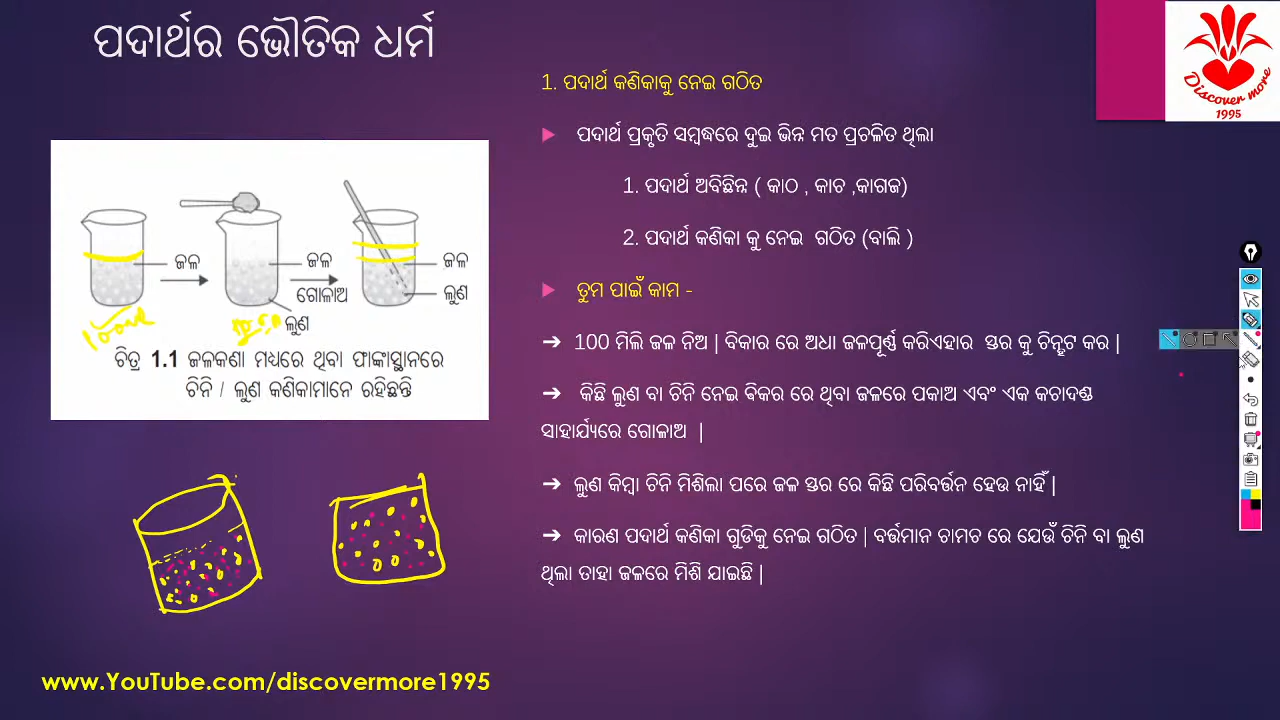 ପଦାର୍ଥର ଭୌତିକ ଧର୍ମ
Discover more
1995
1. ପଦାର୍ଥ କଣିକାକୁ ନେଇ ଗଠିତ
ପଦାର୍ଥ ପ୍ରକୃତି ସମ୍ବନ୍ଧରେ ଦୁଇ ଭିନ୍ନ ମତ ପ୍ରଚଳିତ ଥିଲା
1. ପଦାର୍ଥ ଅବିଛିନ୍ନ ( କାଠ , କାଚ ,କାଗଜ)
2. ପଦାର୍ଥ କଣିକା କୁ ନେଇ ଗଠିତ (ବାଲି )
ତୁମ ପାଇଁ କାମ -
➔ 100 ମିଲି ଜଳ ନିଅ | ବିକାର ରେ ଅଧା ଜଳପୂର୍ଣ୍ଣ କରିଏହାର ସ୍ତର କୁ ଚିହ୍ନଟ କର |
➔ କିଛି ଲୁଣ ବା ଚିନି ନେଇ ବିକର ରେ ଥିବା ଜଳରେ ପକାଅ ଏବଂ ଏକ କଚାଦଣ୍ଡ
ସାହାର୍ଯ୍ୟରେ ଗୋଳାଅ |
➔ ଲୁଣ କିମ୍ବା ଚିନି ମିଶିଲା ପରେ ଜଳ ସ୍ତର ରେ କିଛି ପରିବର୍ତ୍ତନ ହେଉ ନାହିଁ |
➔ କାରଣ ପଦାର୍ଥ କଣିକା ଗୁଡିକୁ ନେଇ ଗଠିତ | ବର୍ତ୍ତମାନ ଚାମଚ ରେ ଯେଉଁ ଚିନି ବା ଲୁଣ
ଥିଲା ତାହା ଜଳରେ ମିଶି ଯାଇଛି |
ଜଳ
ଜଳ
ଗୋଳାଅ
ଲୁଣ
ଜଳ
ଲୁଣ
ଚିତ୍ର 1.1 ଜଳକଣା ମଧ୍ୟରେ ଥିବା ଫାଙ୍କାସ୍ଥାନରେ
ଚିନି / ଲୁଣ କଣିକାମାନେ ରହିଛନ୍ତି
www.YouTube.com/discovermore1995